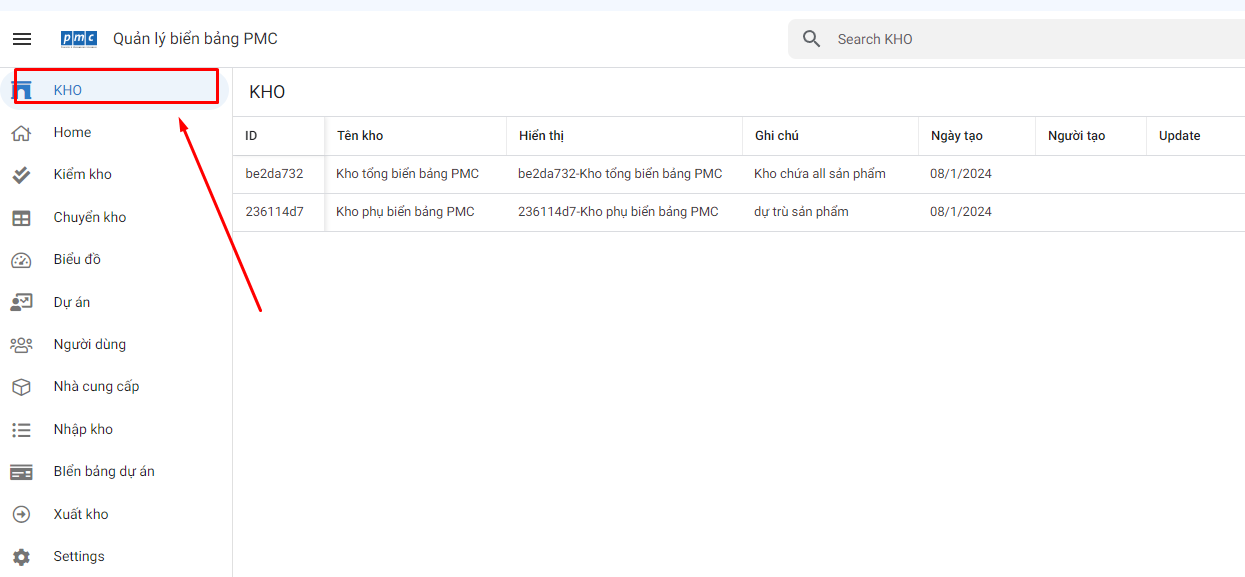 pmc Quản lý biển bảng PMC
Search KHO
KHO
Home
Kiểm kho
Chuyển kho
Biểu đồ
Dự án
Người dùng
Nhà cung cấp
Nhập kho
BIển bảng dự án
Xuất kho
Settings
KHO
ID Tên kho Hiển thị Ghi chú Ngày tạo Người tạo Update
be2da732 Kho tổng biển bảng PMC be2da732-Kho tổng biển bảng PMC Kho chứa all sản phẩm 08/1/2024
236114d7 Kho phụ biển bảng PMC 236114d7-Kho phụ biển bảng PMC dự trù sản phẩm 08/1/2024